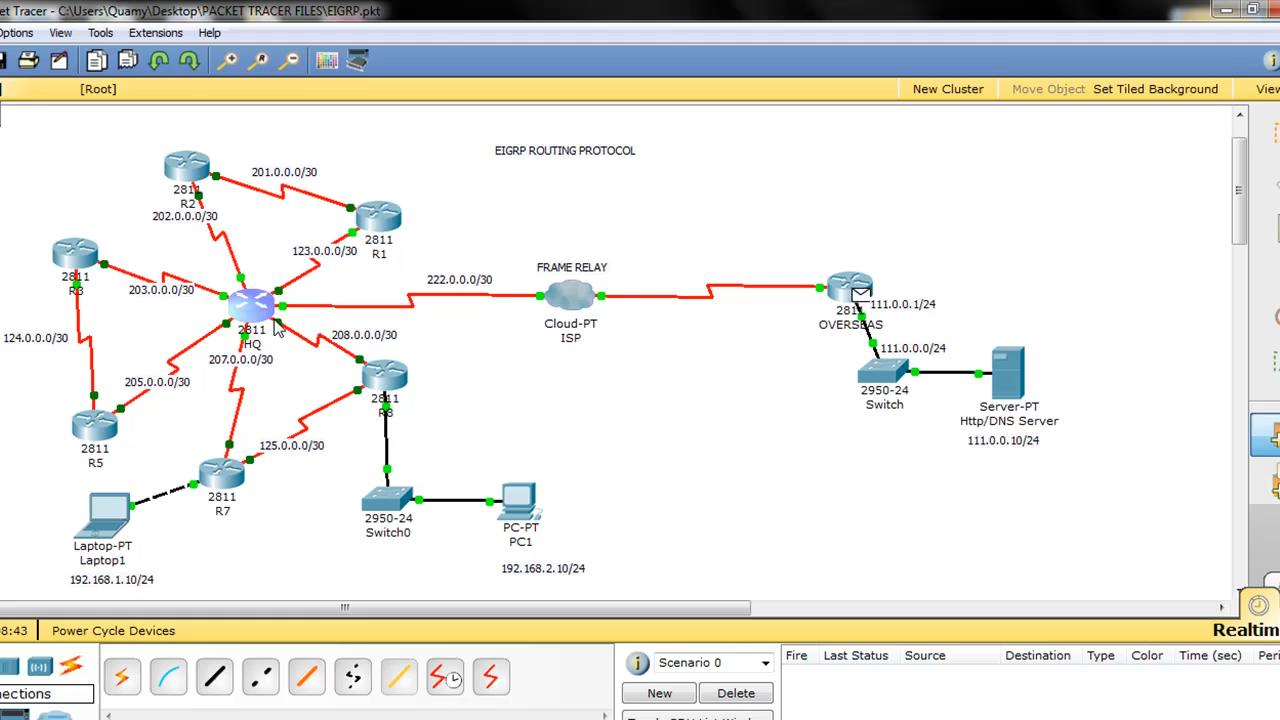 et Tracer - C:\Users\Quamy\Desktop\PACKET TRACER FILES\EIGRP.pkt
Options View Tools Extensions Help
[Root] New Cluster Move Object Set Tiled Background View
EIGRP ROUTING PROTOCOL
201.0.0.0/30
2811
R2
202.0.0.0/30
2811
R1
123.0.0.0/30
2811
R3
203.0.0.0/30
222.0.0.0/30
FRAME RELAY
Cloud-PT
ISP
2811
OVERSEAS
111.0.0.1/24
2811
HQ
208.0.0.0/30
124.0.0.0/30
207.0.0.0/30
111.0.0.0/24
205.0.0.0/30
2811
R8
2950-24
Switch
Server-PT
Http/DNS Server
111.0.0.10/24
125.0.0.0/30
2811
R5
2811
R7
2950-24
Switch0
PC-PT
PC1
Laptop-PT
Laptop1
192.168.1.10/24
192.168.2.10/24
8:43 Power Cycle Devices
Realtim
Scenario 0
Fire Last Status Source Destination Type Color Time (sec) Peri
nections
New Delete